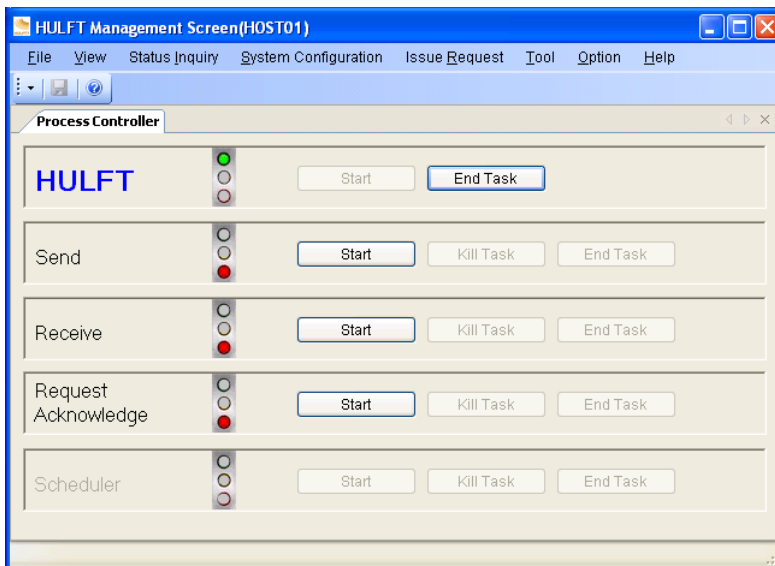 HULFT Management Screen(HOST01)
File View Status Inquiry System Configuration Issue Request Tool Option Help
Process Controller
HULFT Start End Task
Send Start Kill Task End Task
Receive Start Kill Task End Task
Request
Acknowledge Start Kill Task End Task
Scheduler Start Kill Task End Task